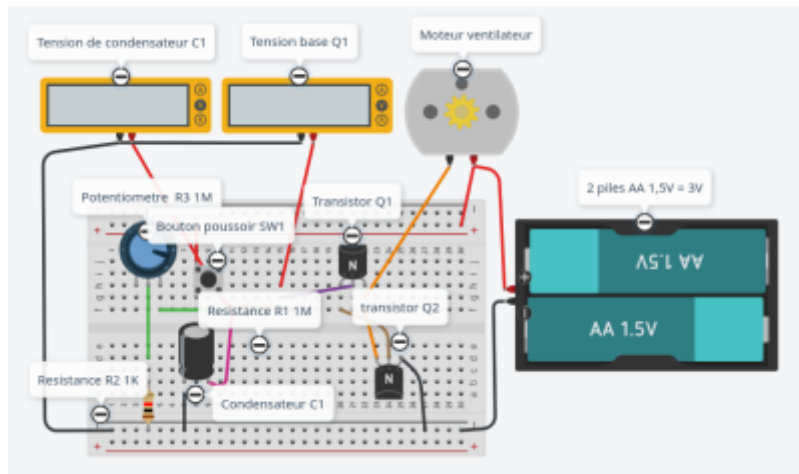 Tension de condensateur C1
Tension base Q1
Moteur ventilateur
Potentiometre R3 1M
Bouton poussoir SW1
Transistor Q1
2 piles AA 1,5V = 3V
AA 1.5V
Resistance R1 1M
transistor Q2
AA 1.5V
Resistance R2 1K
Condensateur C1
N
N